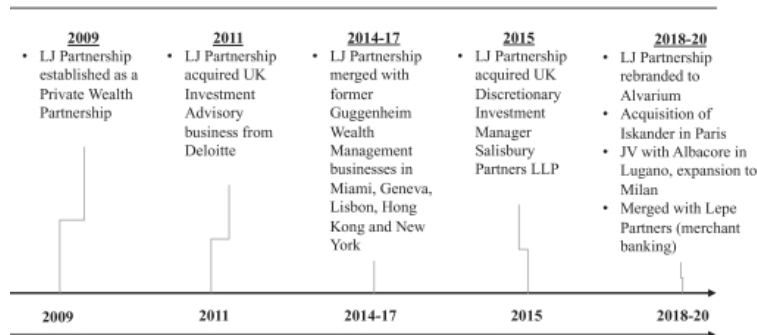 2009
• LJ Partnership
established as a
Private Wealth
Partnership
2011
• LJ Partnership
acquired UK
Investment
Advisory
business from
Deloitte
2014-17
• LJ Partnership
merged with
former
Guggenheim
Wealth
Management
businesses in
Miami, Geneva,
Lisbon, Hong
Kong and New
York
2015
• LJ Partnership
acquired UK
Discretionary
Investment
Manager
Salisbury
Partners LLP
2018-20
• LJ Partnership
rebranded to
Alvarium
• Acquisition of
Iskander in Paris
• JV with Albacore in
Lugano, expansion to
Milan
• Merged with Lepe
Partners (merchant
banking)
2009
2011
2014-17
2015
2018-20